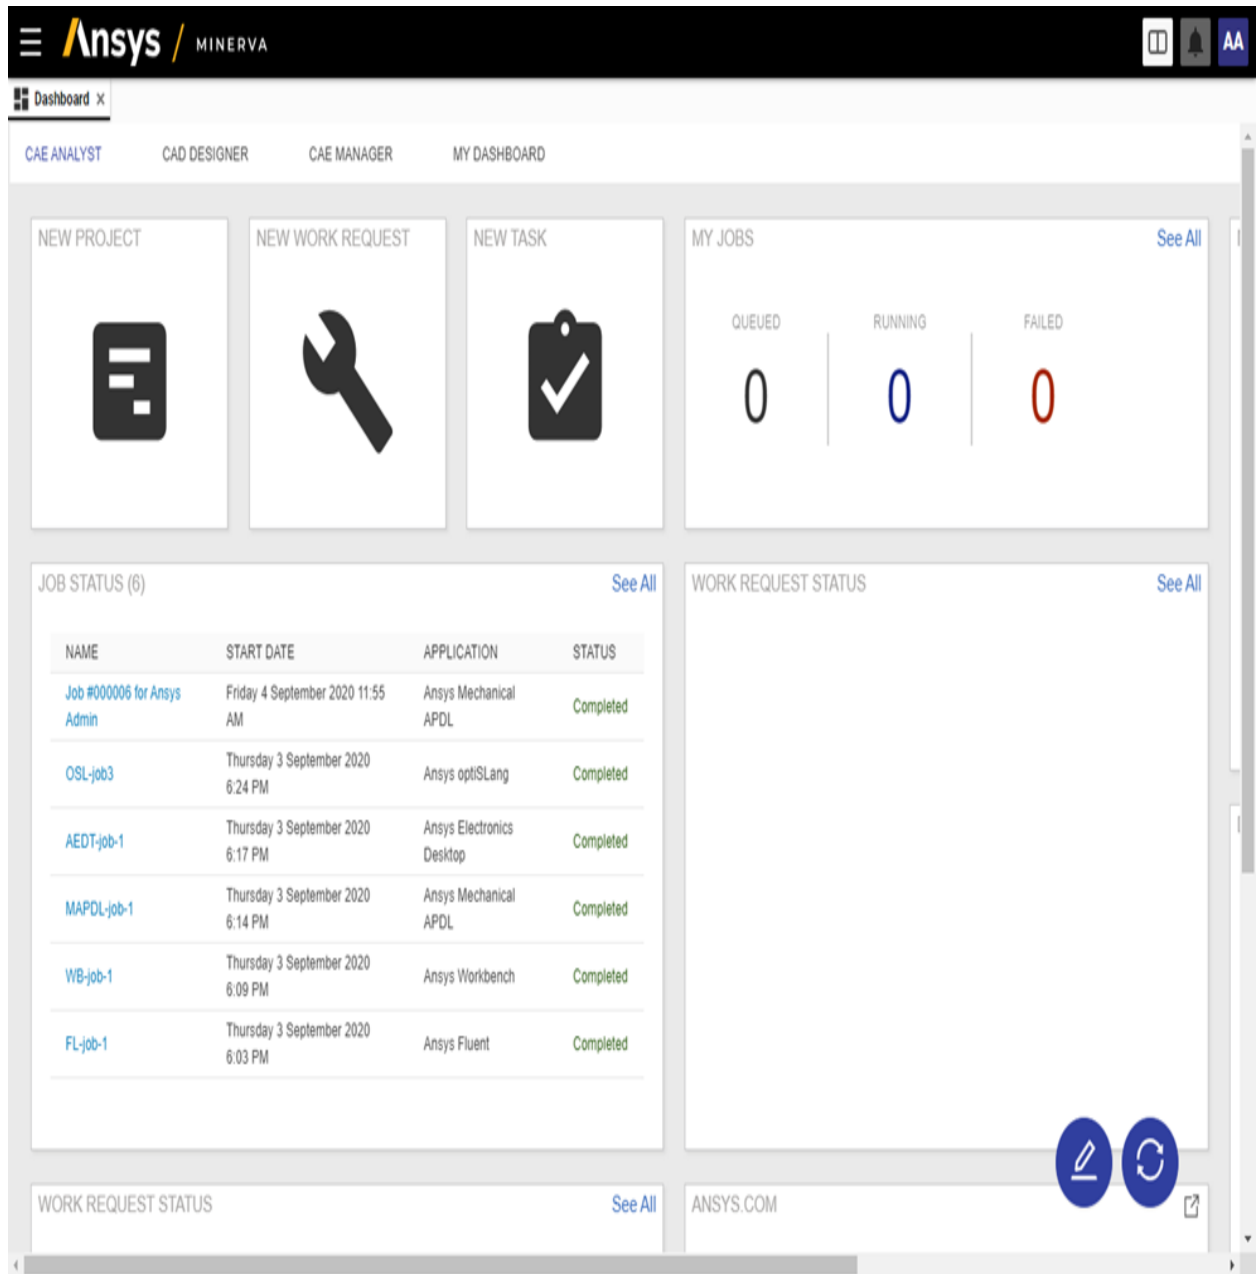 Ansys / MINERVA
AA
Dashboard ×
CAE ANALYST CAD DESIGNER CAE MANAGER MY DASHBOARD
NEW PROJECT
NEW WORK REQUEST
NEW TASK
MY JOBS See All
QUEUED RUNNING FAILED
0 0 0
JOB STATUS (6) See All
NAME START DATE APPLICATION STATUS
Job #000006 for Ansys Admin
Friday 4 September 2020 11:55 AM
Ansys Mechanical APDL
Completed
OSL-job3
Thursday 3 September 2020 6:24 PM
Ansys optiSLang
Completed
AEDT-job-1
Thursday 3 September 2020 6:17 PM
Ansys Electronics Desktop
Completed
MAPDL-job-1
Thursday 3 September 2020 6:14 PM
Ansys Mechanical APDL
Completed
WB-job-1
Thursday 3 September 2020 6:09 PM
Ansys Workbench
Completed
FL-job-1
Thursday 3 September 2020 6:03 PM
Ansys Fluent
Completed
WORK REQUEST STATUS See All
WORK REQUEST STATUS See All
ANSYS.COM